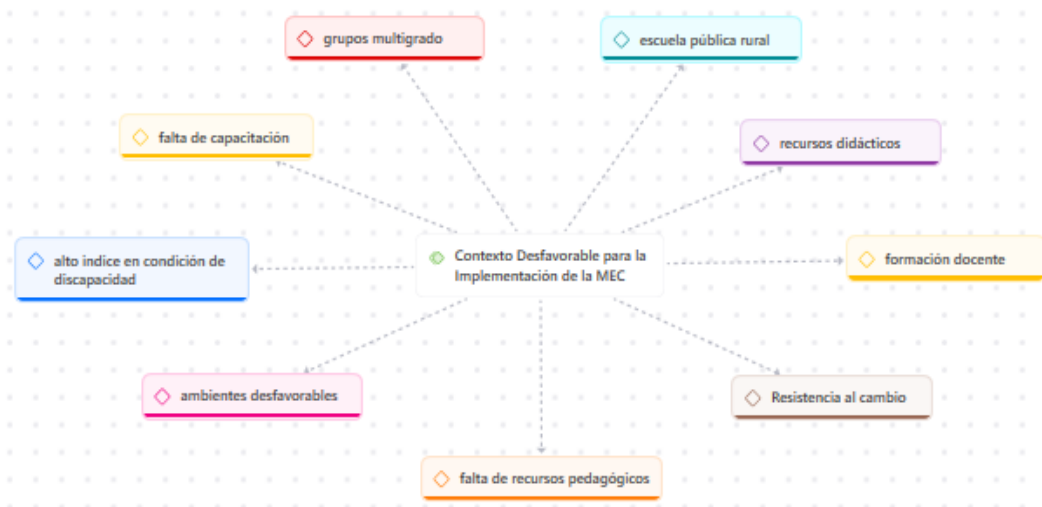 grupos multigrado
escuela pública rural
falta de capacitación
recursos didácticos
Contexto Desfavorable para la
Implementación de la MEC
alto indice en condición de
discapacidad
formación docente
ambientes desfavorables
Resistencia al cambio
falta de recursos pedagógicos